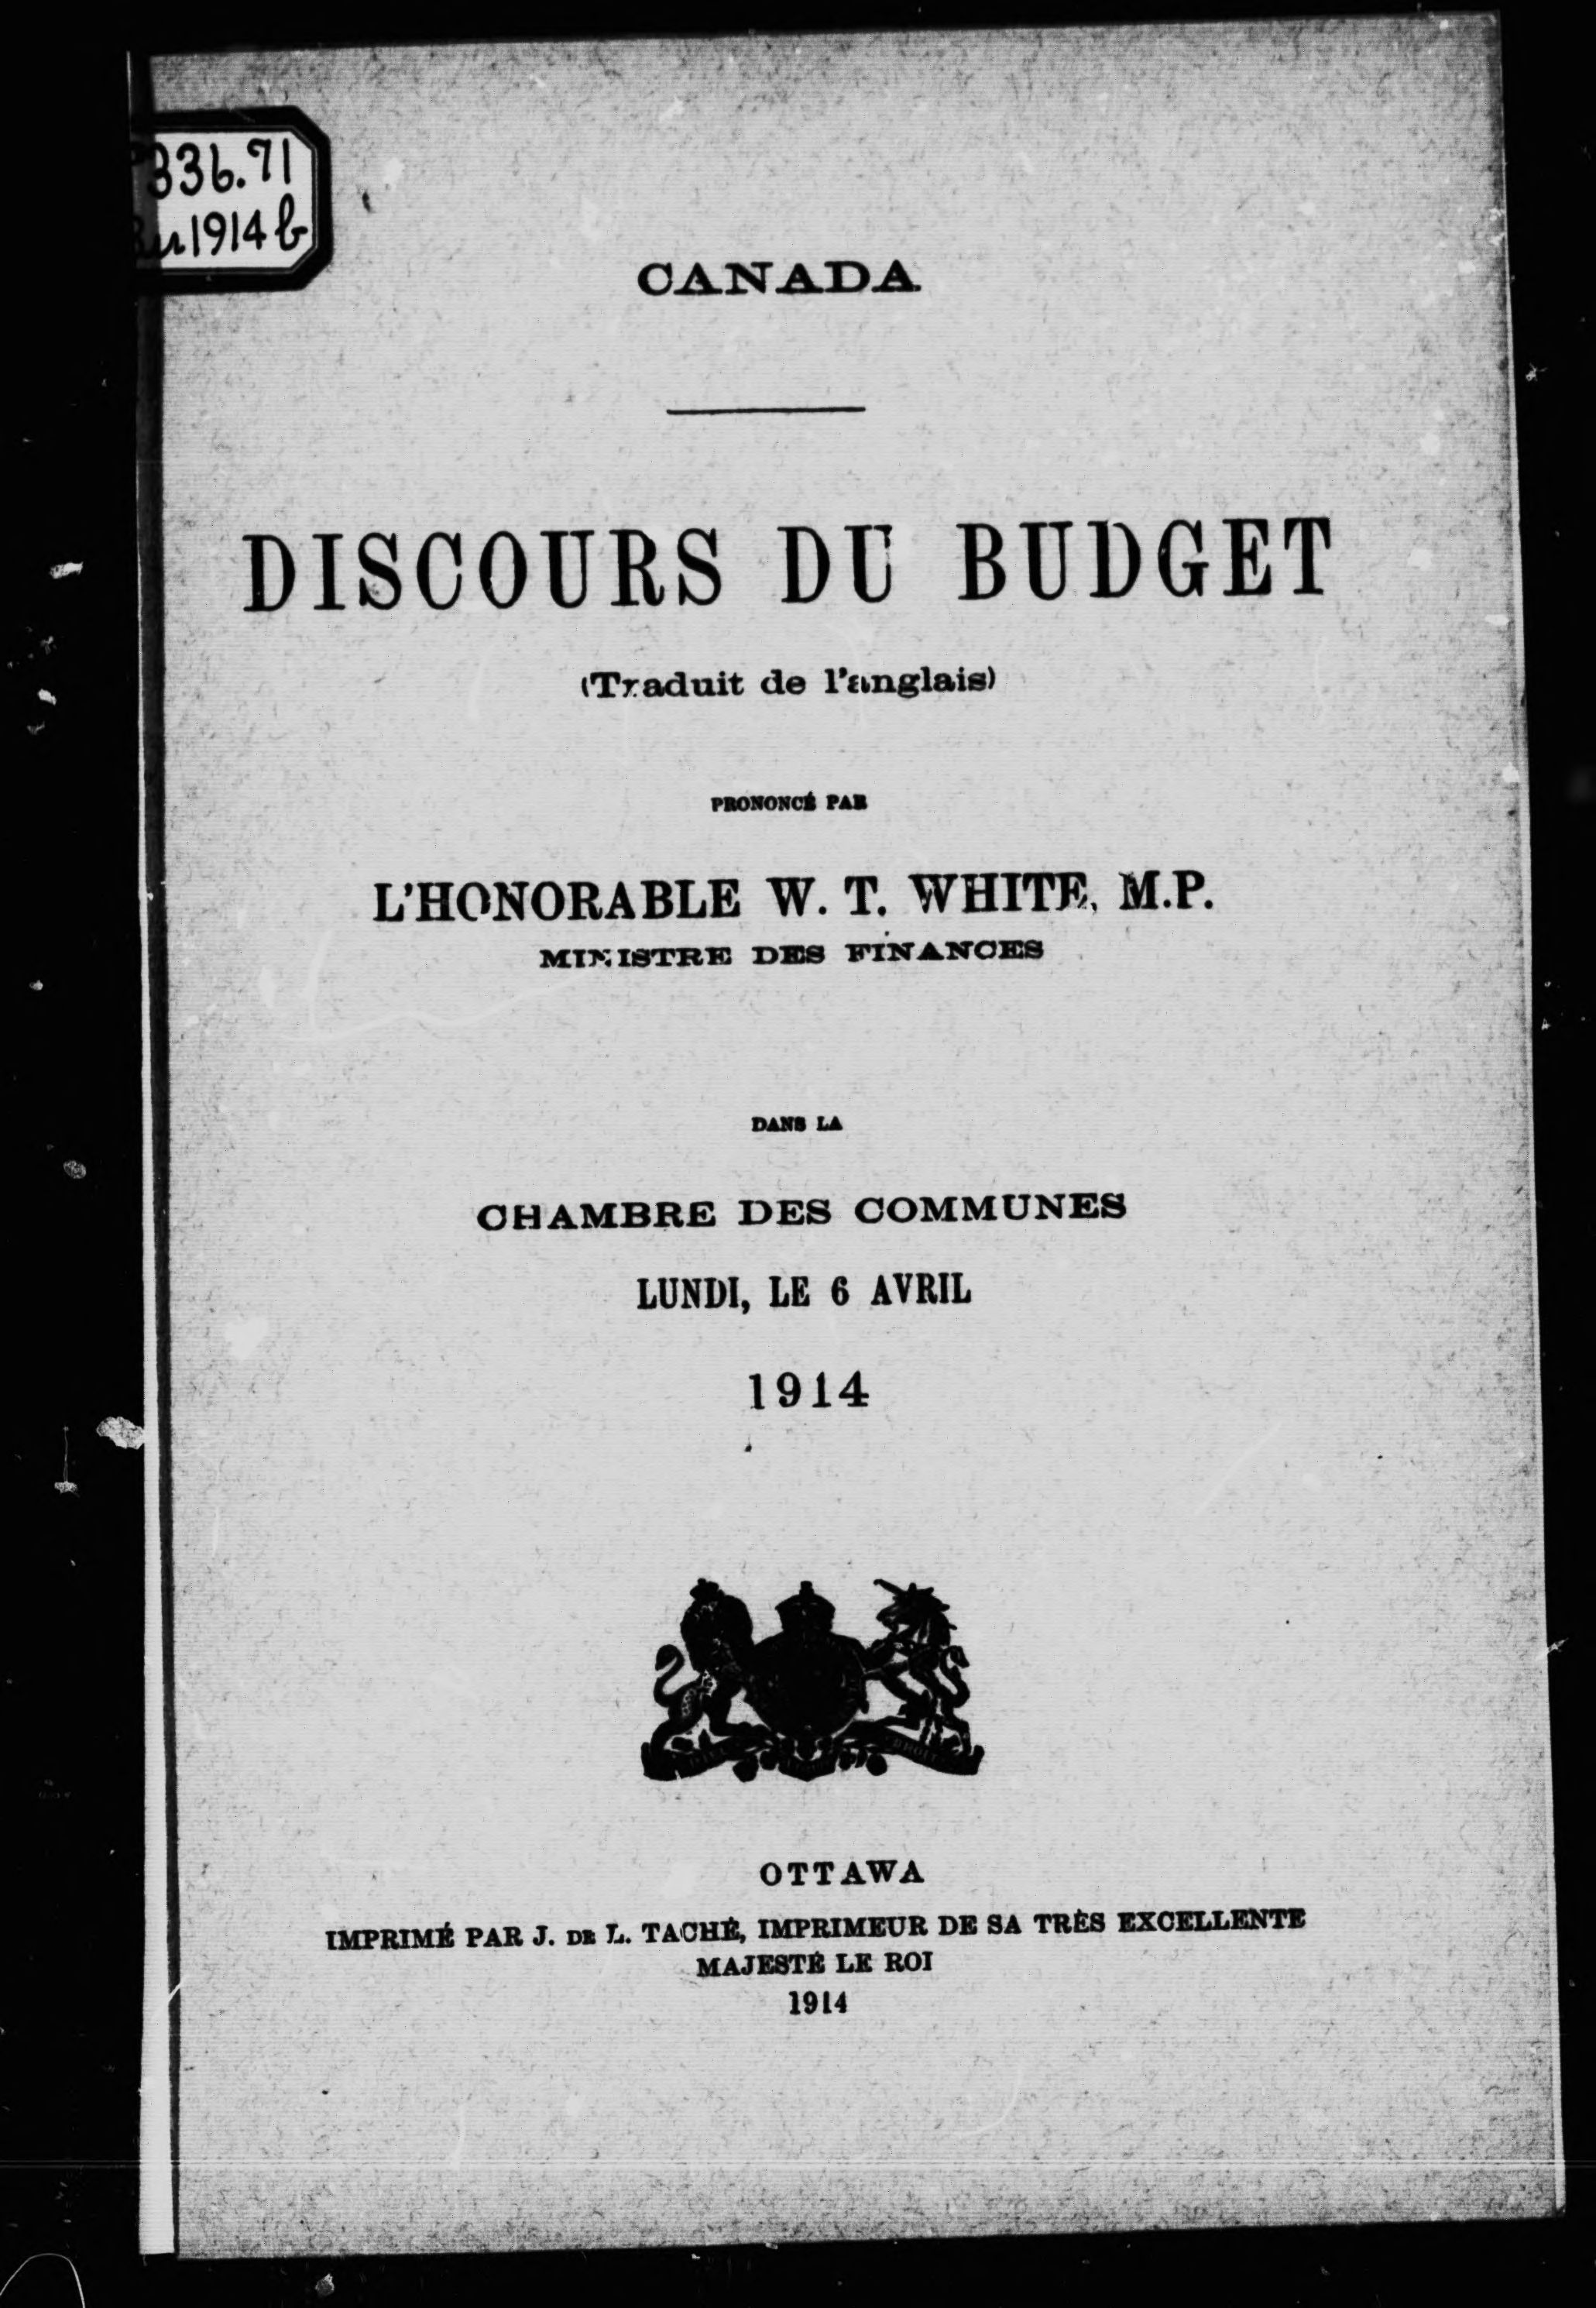 336.71
1914b
CANADA
DISCOURS DU BUDGET
(Traduit de l'anglais)
PRONONCÉ PAR
L'HONORABLE W. T. WHITE, M.P.
MINISTRE DES FINANCES
DANS LA
CHAMBRE DES COMMUNES
LUNDI, LE 6 AVRIL
1914
DROIT
OTTAWA
IMPRIMÉ PAR J. DE L. TACHÉ, IMPRIMEUR DE SA TRÈS EXCELLENTE
MAJESTÉ LE ROI
1914